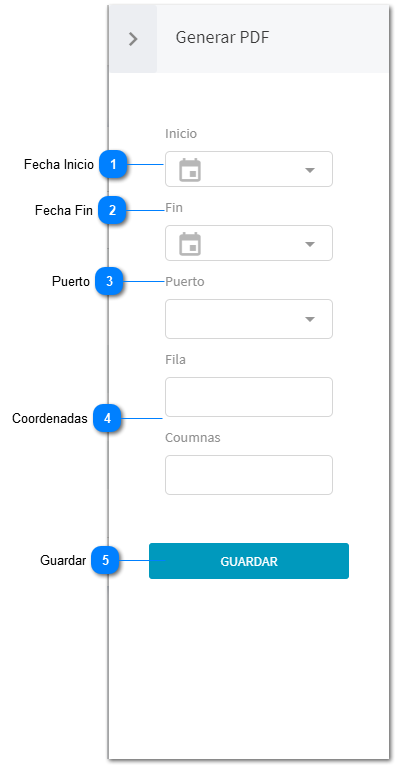 Generar PDF
Inicio
Fecha Inicio 1
Fecha Fin 2 Fin
Puerto 3 Puerto
Fila
Coordenadas 4
Coumnas
Guardar 5 GUARDAR